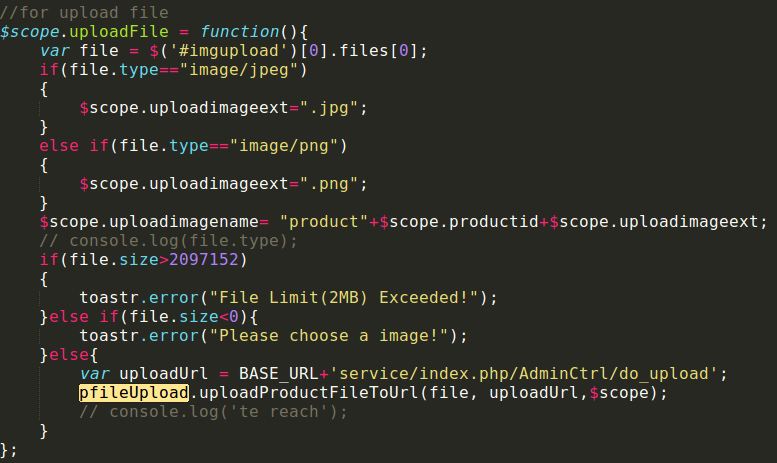 //for upload file
$scope.uploadFile = function(){
    var file = $('#imgupload')[0].files[0];
    if(file.type=="image/jpeg")
    {
        $scope.uploadimageext=".jpg";
    }
    else if(file.type=="image/png")
    {
        $scope.uploadimageext=".png";
    }
    $scope.uploadimagename= "product"+$scope.productid+$scope.uploadimageext;
    // console.log(file.type);
    if(file.size>2097152)
    {
        toastr.error("File Limit(2MB) Exceeded!");
    }else if(file.size<0){
        toastr.error("Please choose a image!");
    }else{
        var uploadUrl = BASE_URL+'service/index.php/AdminCtrl/do_upload';
        pfileUpload.uploadProductFileToUrl(file, uploadUrl,$scope);
        // console.log('te reach');
    }
};